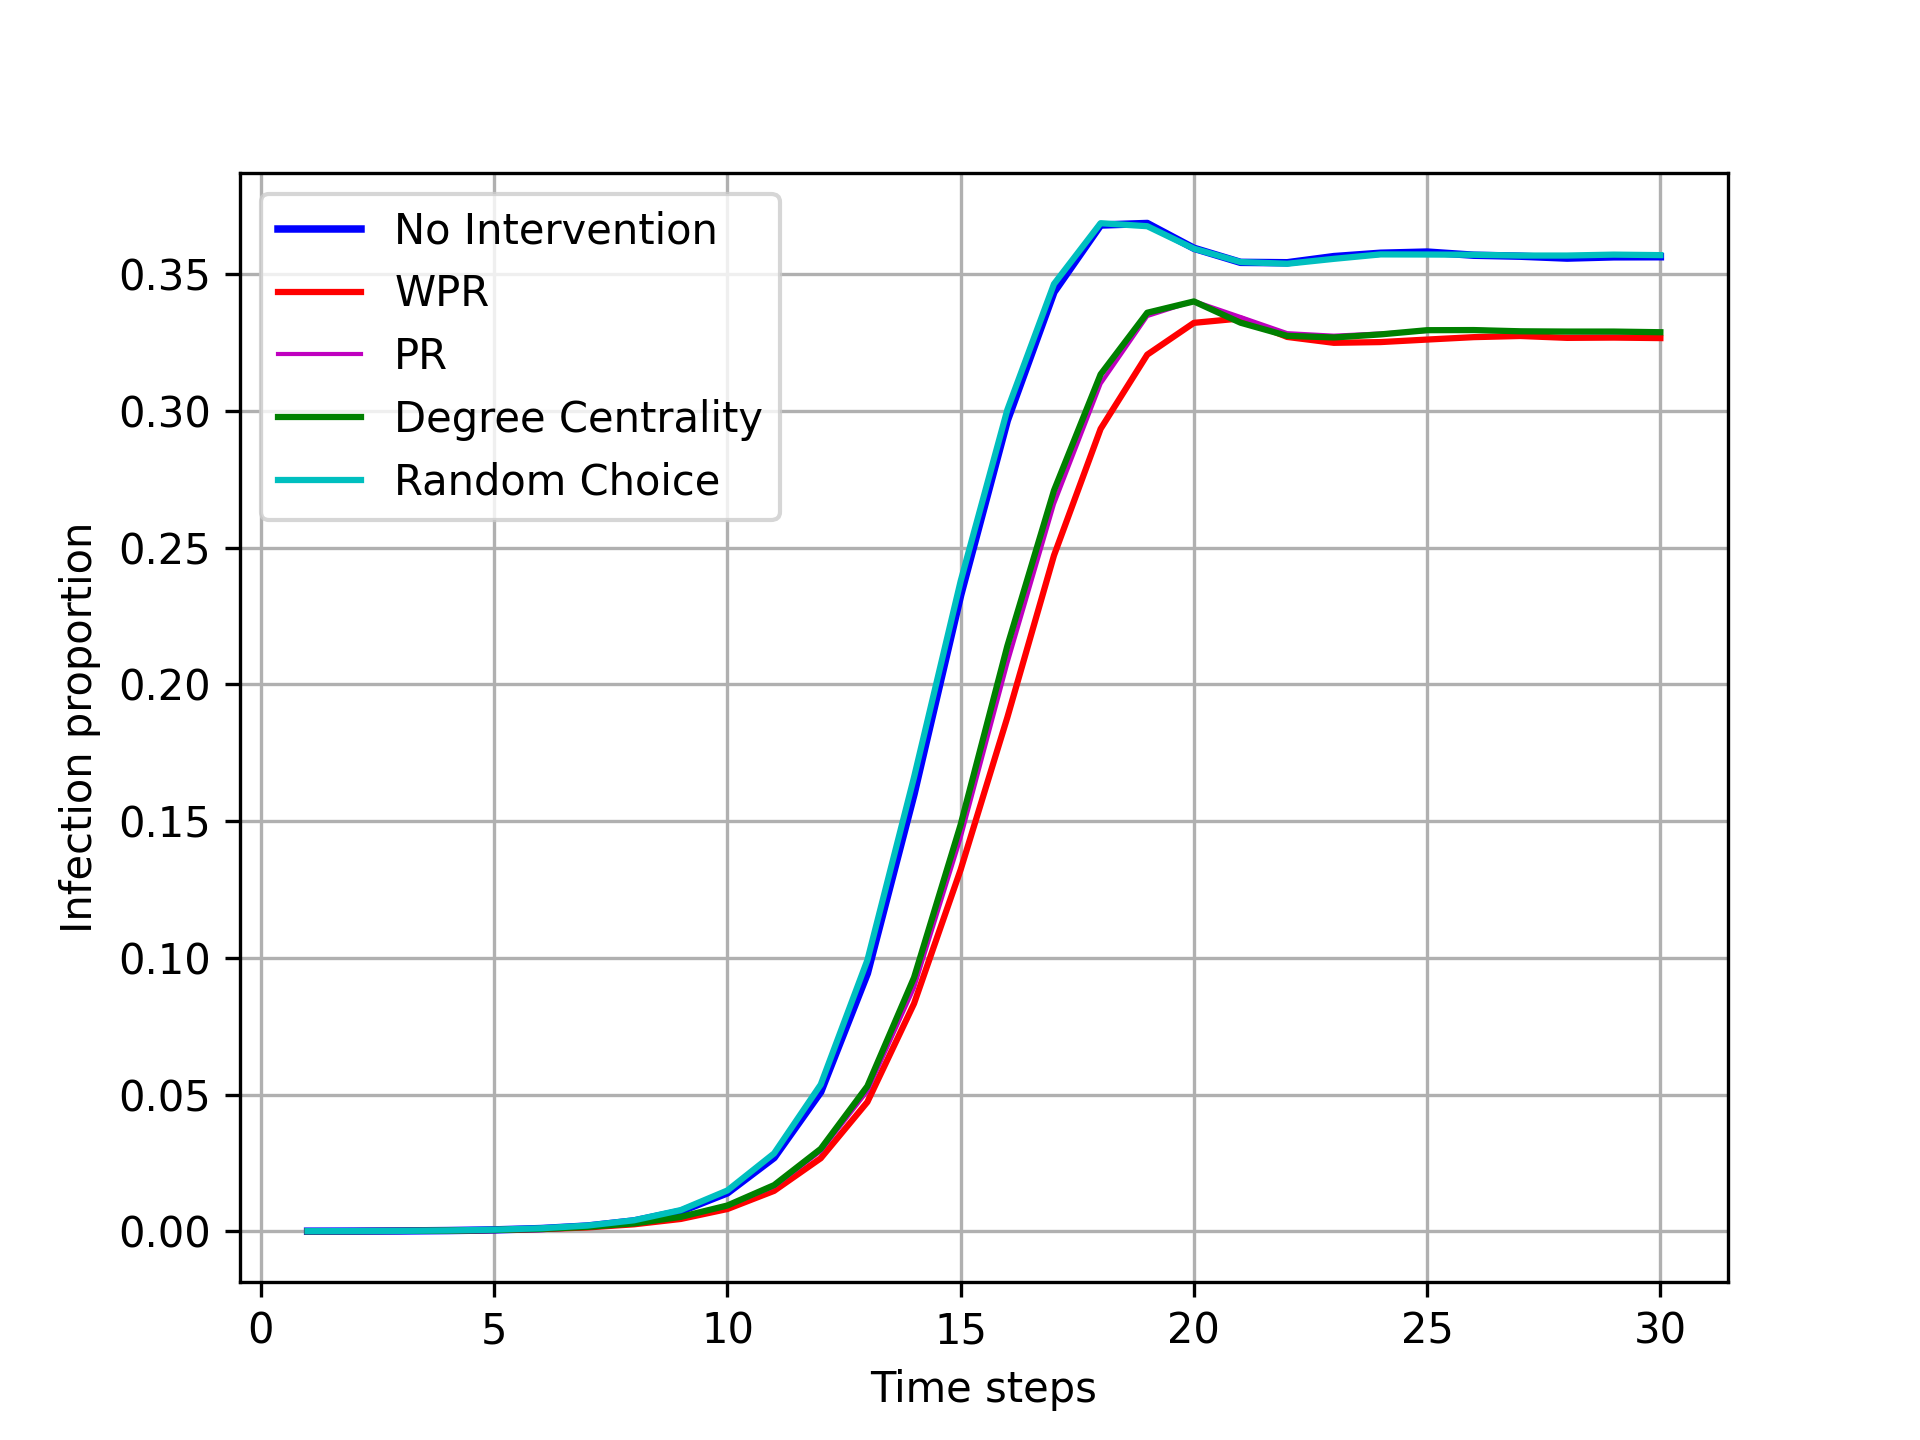 No Intervention
WPR
PR
Degree Centrality
Random Choice
0.35
0.30
0.25
0.20
0.15
0.10
0.05
0.00
Infection proportion
0 5 10 15 20 25 30
Time steps